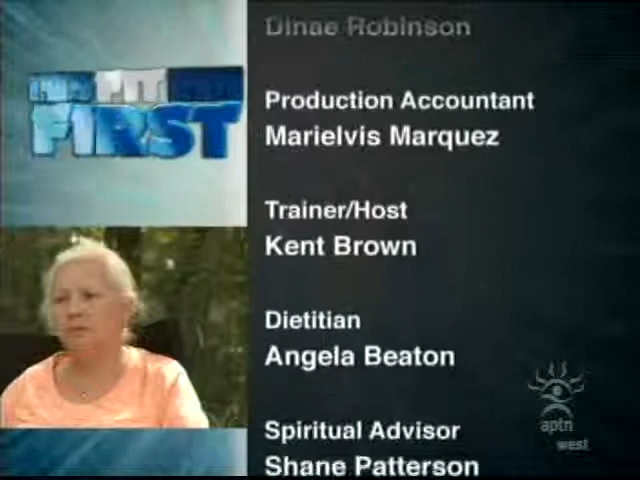 Dinae Robinson
FIT
FIRST
Production Accountant
Marielvis Marquez
Trainer/Host
Kent Brown
Dietitian
Angela Beaton
Spiritual Advisor
Shane Patterson
aptn
west